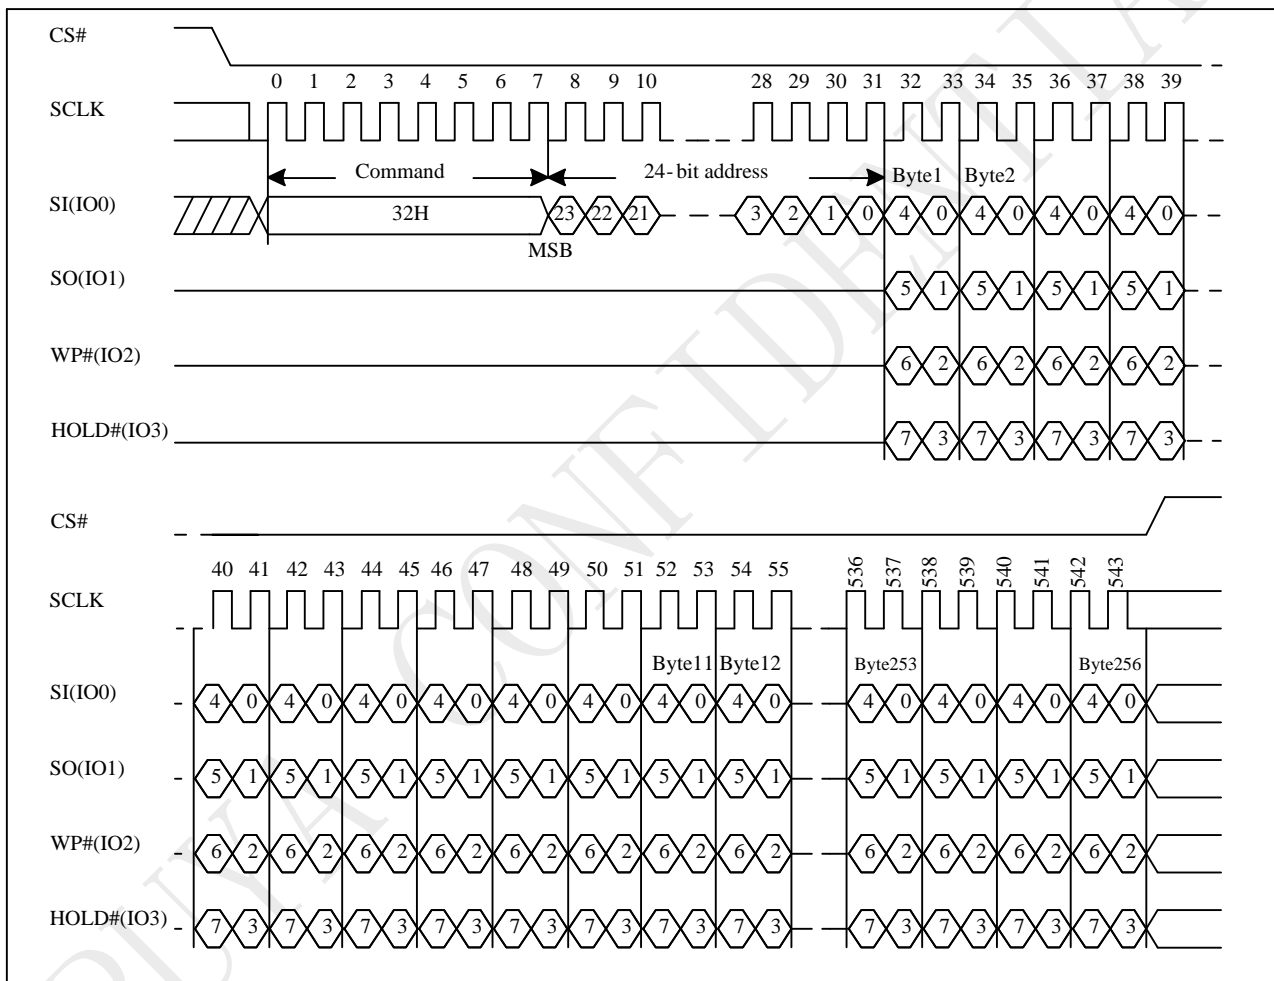 CS#
0 1 2 3 4 5 6 7 8 9 10 28 29 30 31 32 33 34 35 36 37 38 39
SCLK
Command 24-bit address Byte1 Byte2
SI(IO0) 32H 23 22 21 3 2 1 0 4 0 4 0 4 0 4 0
MSB
SO(IO1) 5 1 5 1 5 1 5 1
WP#(IO2) 6 2 6 2 6 2 6 2
HOLD#(IO3) 7 3 7 3 7 3 7 3
CS#
40 41 42 43 44 45 46 47 48 49 50 51 52 53 54 55 536 537 538 539 540 541 542 543
SCLK
Byte11 Byte12 Byte253 Byte256
SI(IO0) 4 0 4 0 4 0 4 0 4 0 4 0 4 0 4 0 4 0 4 0 4 0 4 0
SO(IO1) 5 1 5 1 5 1 5 1 5 1 5 1 5 1 5 1 5 1 5 1 5 1 5 1
WP#(IO2) 6 2 6 2 6 2 6 2 6 2 6 2 6 2 6 2 6 2 6 2 6 2 6 2
HOLD#(IO3) 7 3 7 3 7 3 7 3 7 3 7 3 7 3 7 3 7 3 7 3 7 3 7 3
PUYA CONFIDENTIA